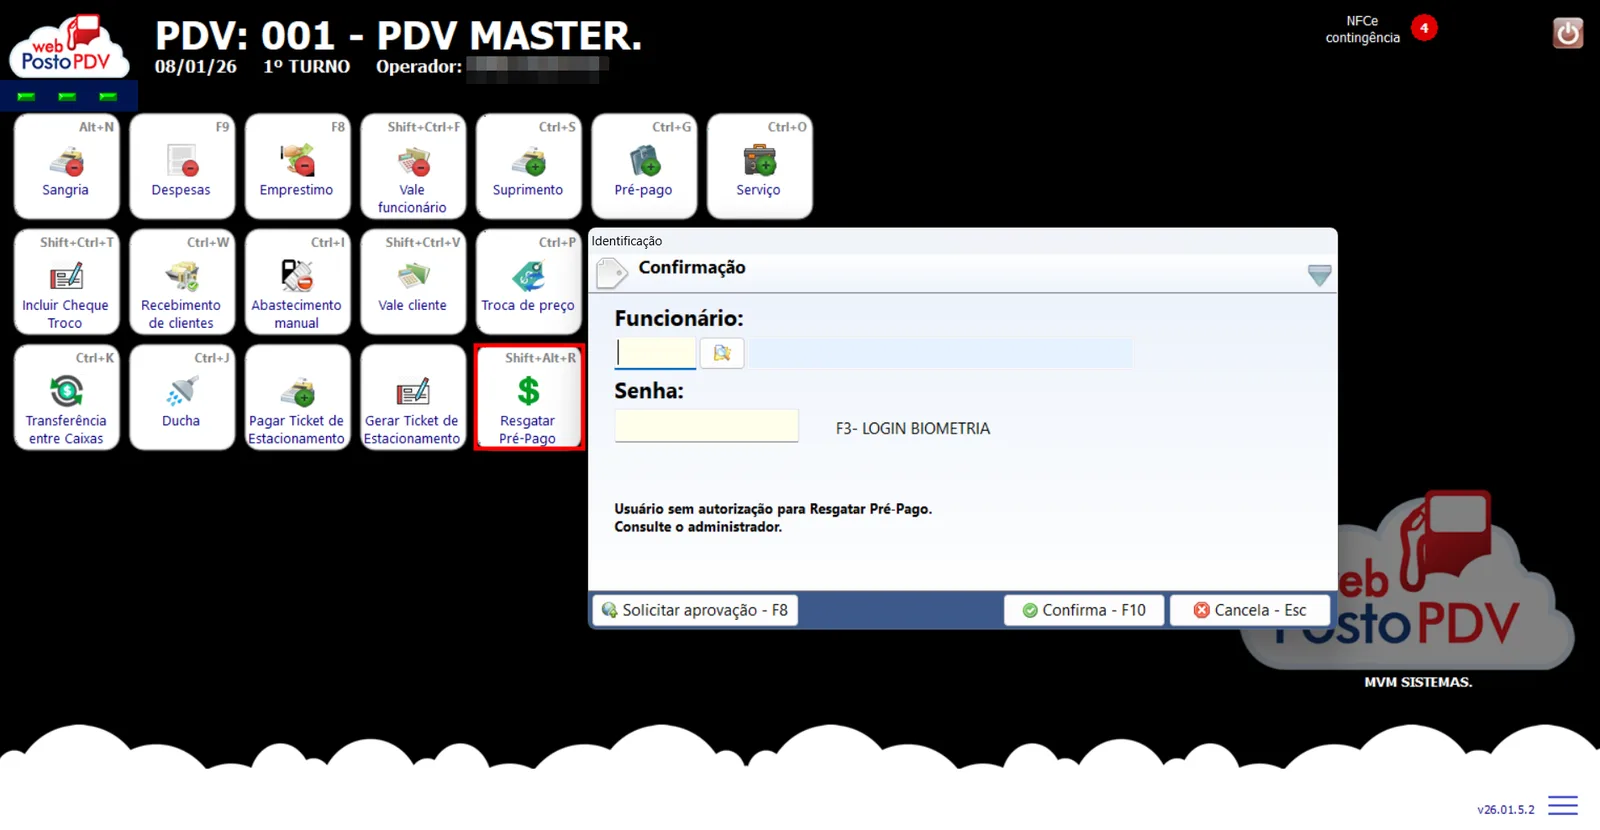 web
PostoPDV
PDV: 001 - PDV MASTER.
08/01/26 1º TURNO Operador:
NFCe
contingência
4
Alt+N
Sangria
F9
Despesas
F8
Emprestimo
Shift+Ctrl+F
Vale
funcionário
Ctrl+S
Suprimento
Ctrl+G
Pré-pago
Ctrl+O
Serviço
Shift+Ctrl+T
Incluir Cheque
Troco
Ctrl+W
Recebimento
de clientes
Ctrl+I
Abastecimento
manual
Shift+Ctrl+V
Vale cliente
Ctrl+P
Troca de preço
Ctrl+K
Transferência
entre Caixas
Ctrl+J
Ducha
Pagar Ticket de
Estacionamento
Gerar Ticket de
Estacionamento
Shift+Alt+R
Resgatar
Pré-Pago
Identificação
Confirmação
Funcionário:
Senha:
F3- LOGIN BIOMETRIA
Usuário sem autorização para Resgatar Pré-Pago.
Consulte o administrador.
Solicitar aprovação - F8
Confirma - F10
Cancela - Esc
eb
PostoPDV
MVM SISTEMAS.
v26.01.5.2